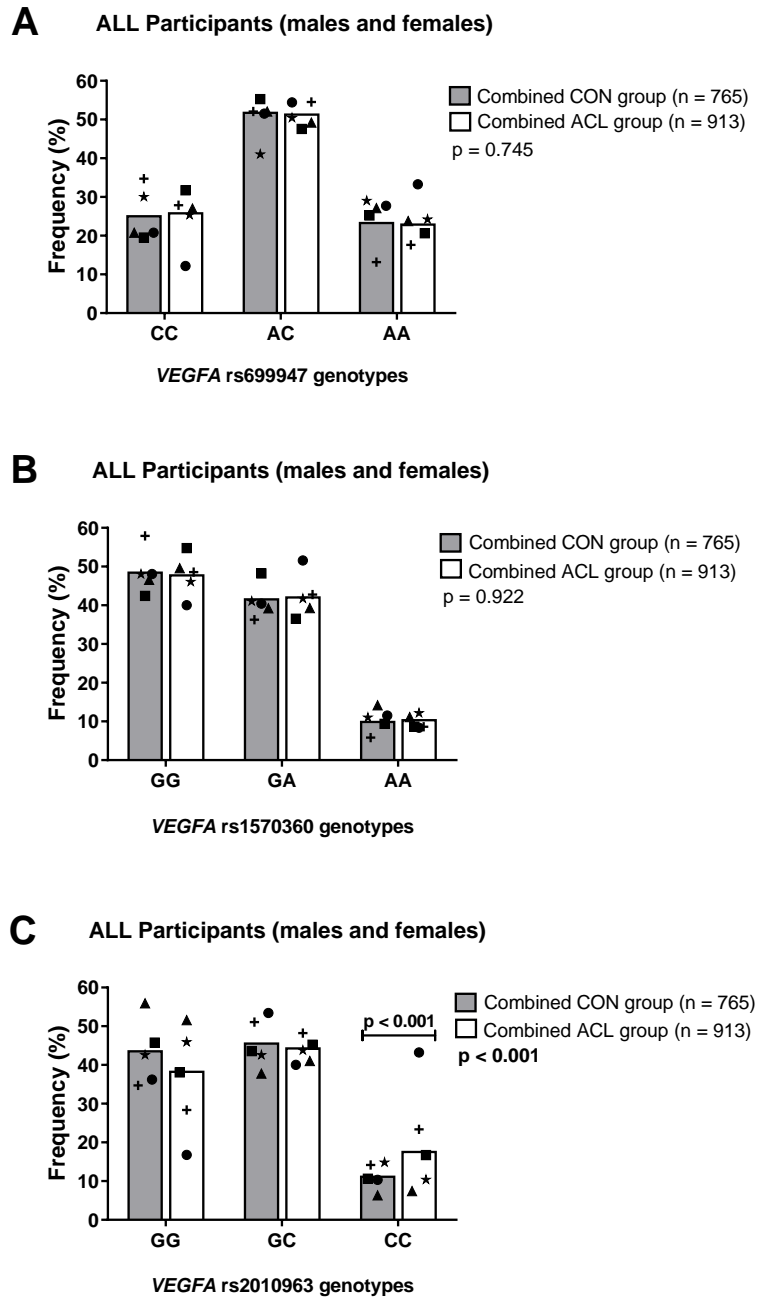 A
ALL Participants (males and females)
Frequency (%)
60
50
40
30
20
10
0
Combined CON group (n = 765)
Combined ACL group (n = 913)
p = 0.745
CC AC AA
VEGFA rs699947 genotypes
B
ALL Participants (males and females)
Frequency (%)
60
50
40
30
20
10
0
Combined CON group (n = 765)
Combined ACL group (n = 913)
p = 0.922
GG GA AA
VEGFA rs1570360 genotypes
C
ALL Participants (males and females)
Frequency (%)
60
50
40
30
20
10
0
p < 0.001
Combined CON group (n = 765)
Combined ACL group (n = 913)
p < 0.001
GG GC CC
VEGFA rs2010963 genotypes